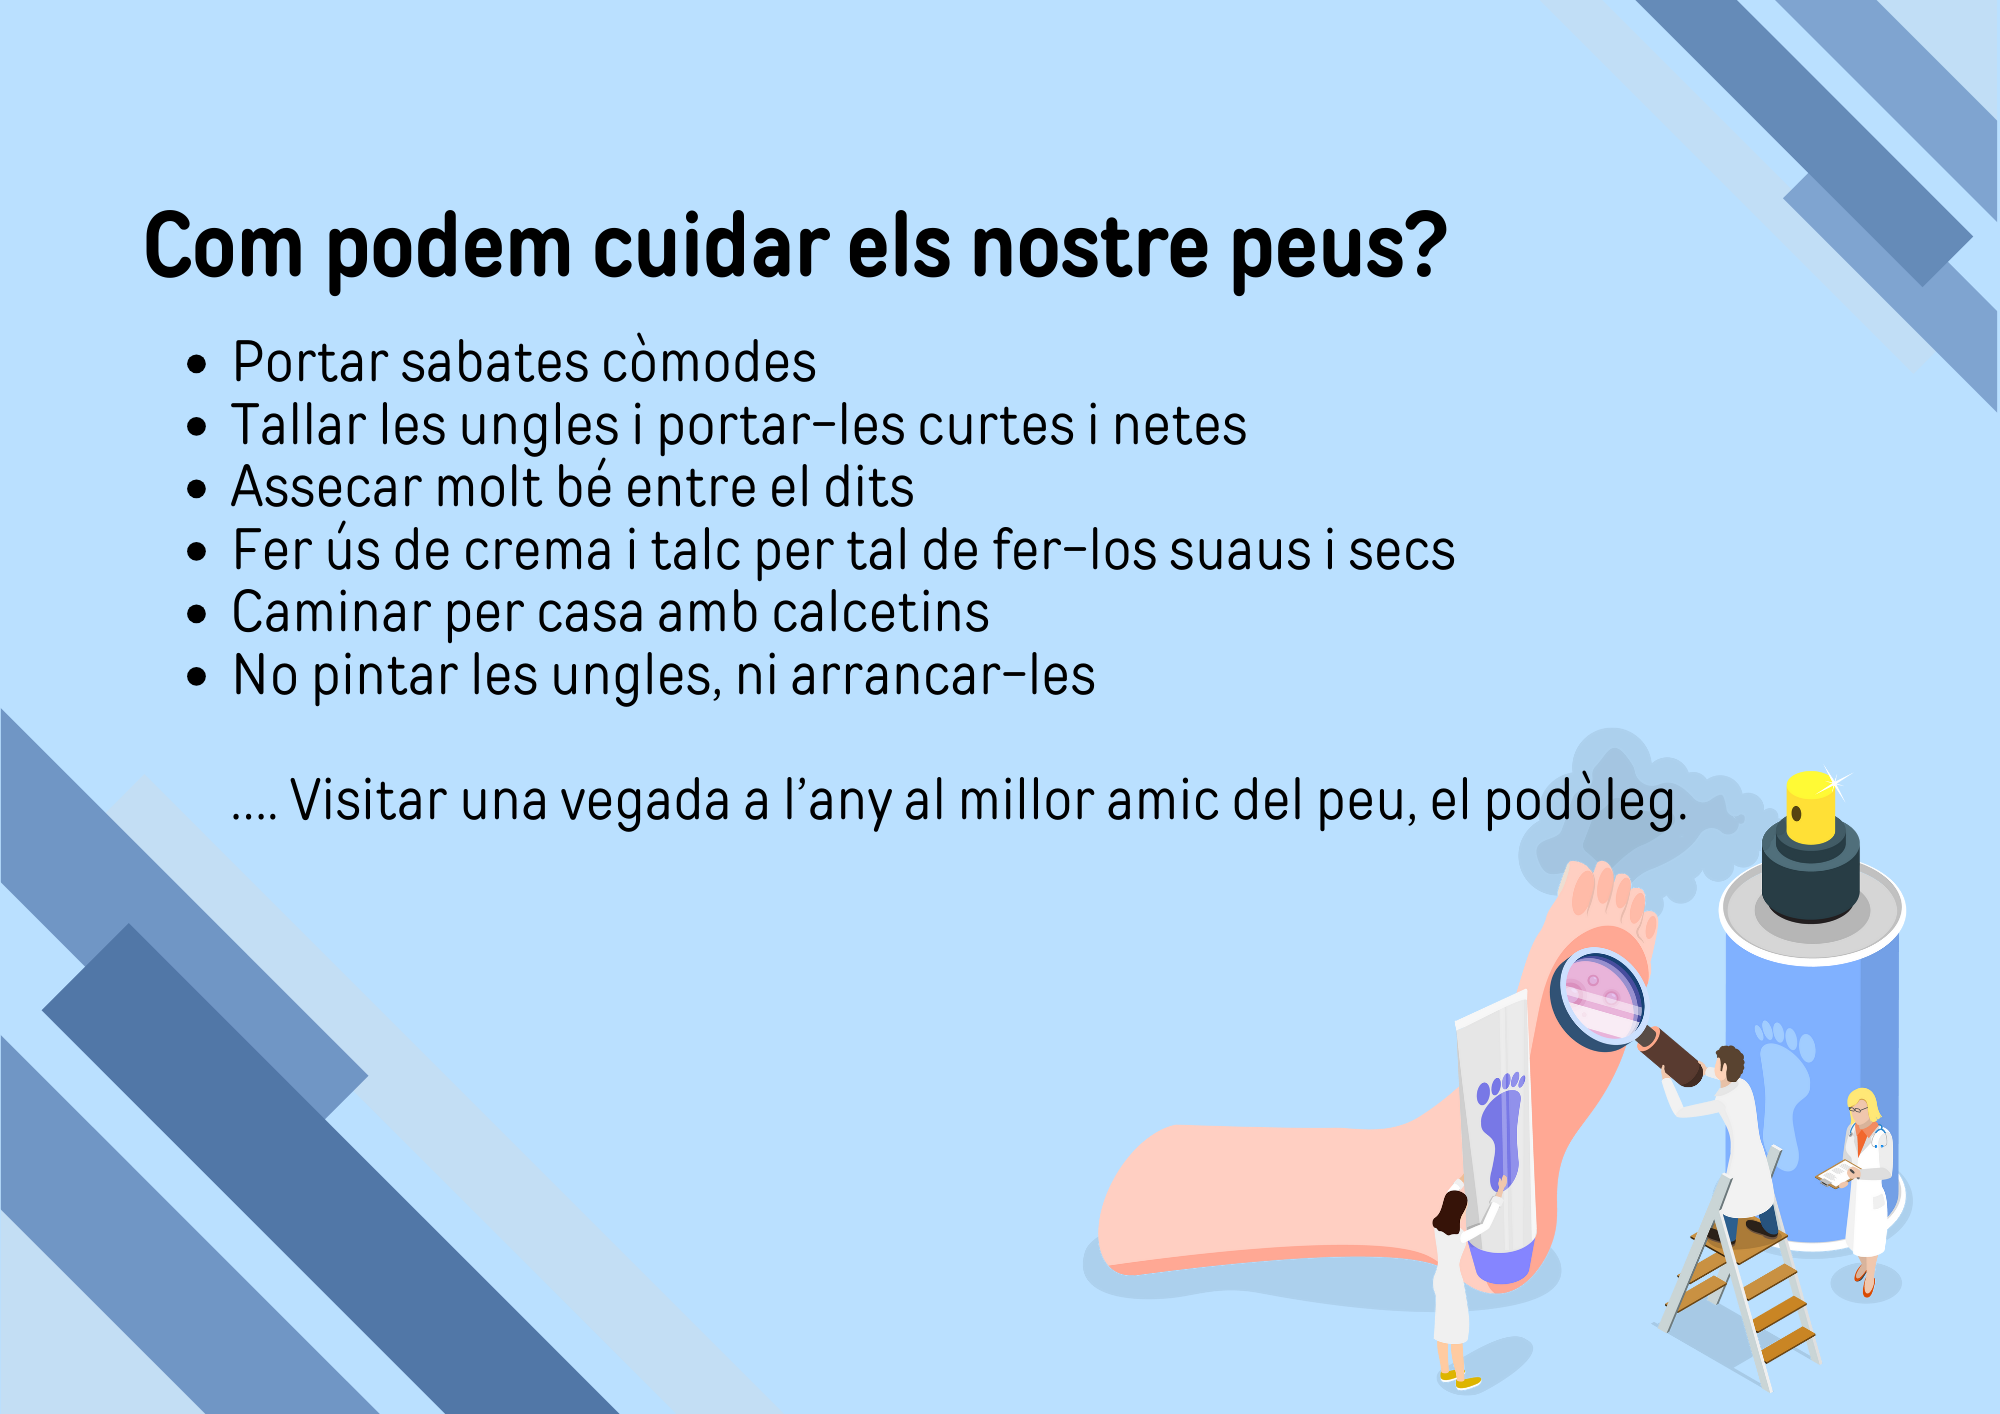 Com podem cuidar els nostre peus?
• Portar sabates còmodes
• Tallar les ungles i portar-les curtes i netes
• Assecar molt bé entre el dits
• Fer ús de crema i talc per tal de fer-los suaus i secs
• Caminar per casa amb calcetins
• No pintar les ungles, ni arrancar-les
.... Visitar una vegada a l’any al millor amic del peu, el podòleg.